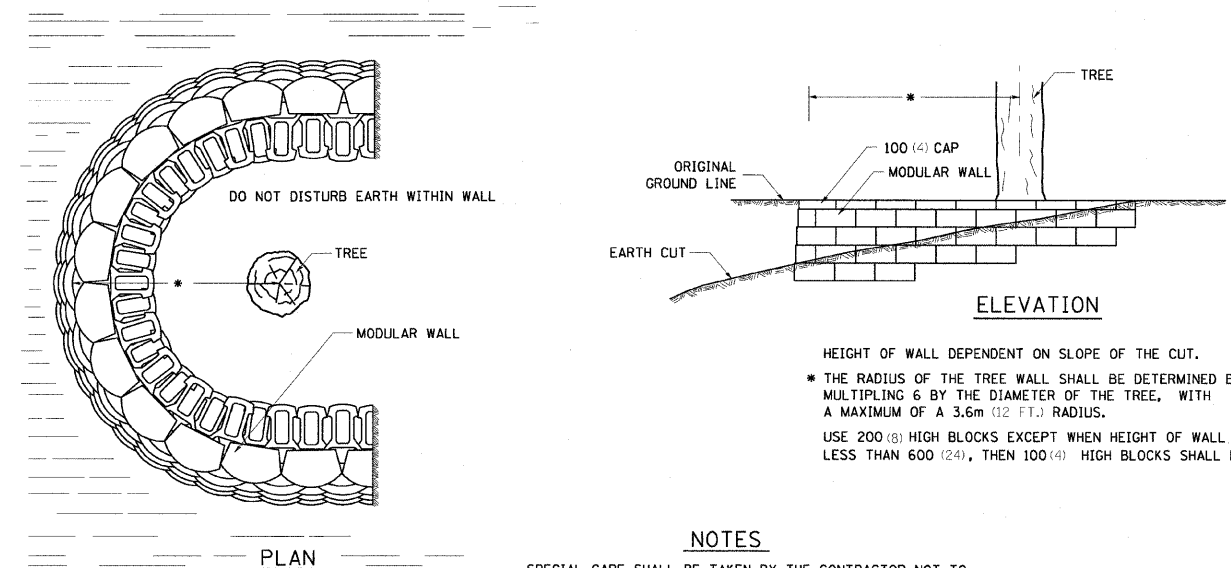 DO NOT DISTURB EARTH WITHIN WALL
TREE
*
MODULAR WALL
PLAN
TREE
*
100 (4) CAP
MODULAR WALL
ORIGINAL
GROUND LINE
EARTH CUT
ELEVATION
HEIGHT OF WALL DEPENDENT ON SLOPE OF THE CUT.
* THE RADIUS OF THE TREE WALL SHALL BE DETERMINED
MULTIPLING 6 BY THE DIAMETER OF THE TREE, WITH
A MAXIMUM OF A 3.6m (12 FT.) RADIUS.
USE 200 (8) HIGH BLOCKS EXCEPT WHEN HEIGHT OF WALL
LESS THAN 600 (24), THEN 100 (4) HIGH BLOCKS SHALL
NOTES
SPECIAL CARE SHALL BE TAKEN BY THE CONTRACTOR NOT TO